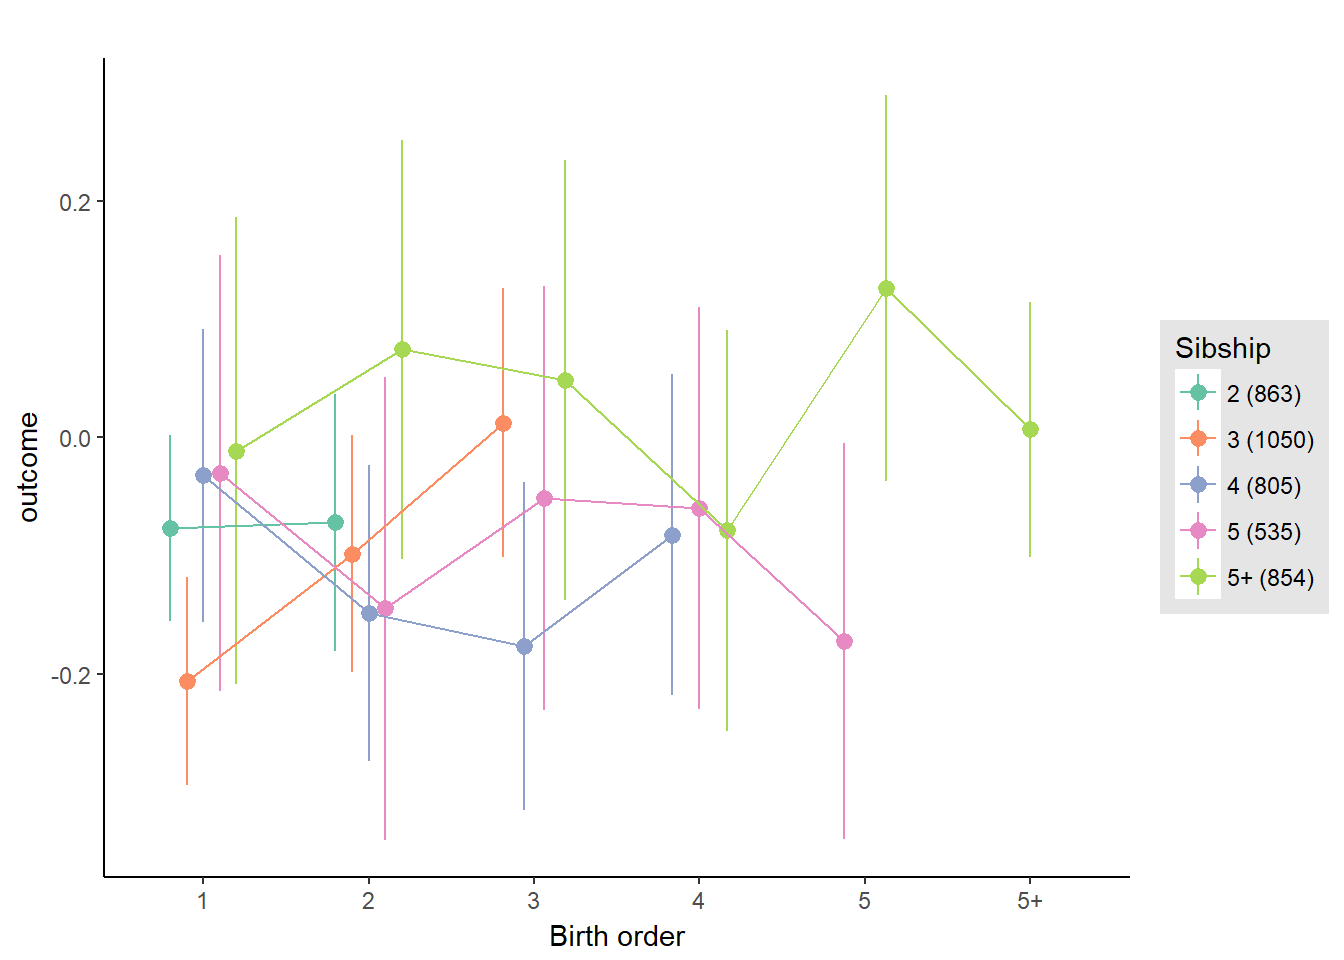 outcome
0.2
0.0
-0.2
1 2 3 4 5 5+
Birth order
Sibship
2 (863)
3 (1050)
4 (805)
5 (535)
5+ (854)